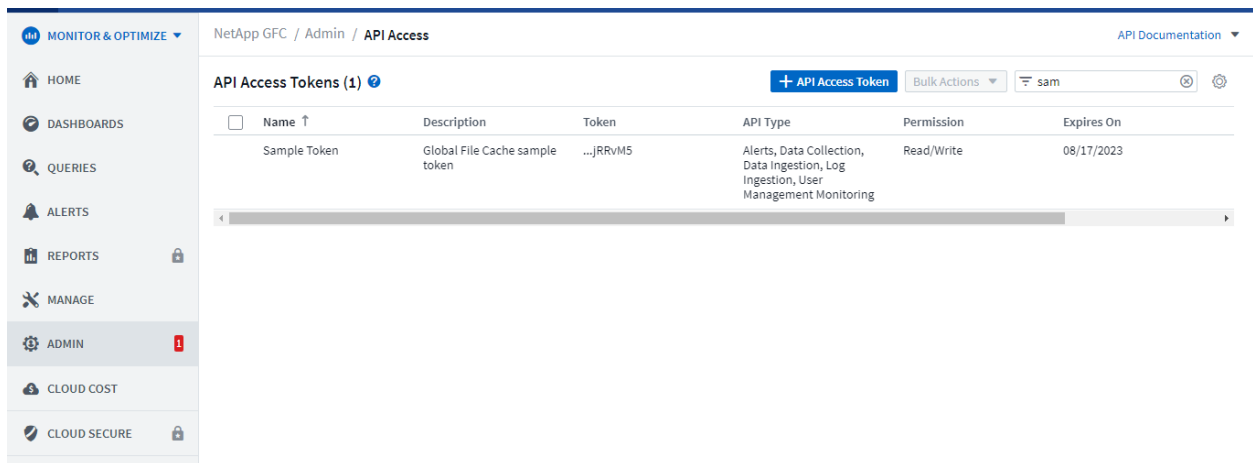 MONITOR & OPTIMIZE
NetApp GFC / Admin / API Access
API Documentation
HOME
DASHBOARDS
QUERIES
ALERTS
REPORTS
MANAGE
ADMIN
1
CLOUD COST
CLOUD SECURE
API Access Tokens (1) ?
+ API Access Token
Bulk Actions
sam
Name ↑ Description Token API Type Permission Expires On
Sample Token Global File Cache sample ...jRRvM5 Alerts, Data Collection, Read/Write 08/17/2023
token Data Ingestion, Log
Ingestion, User
Management Monitoring